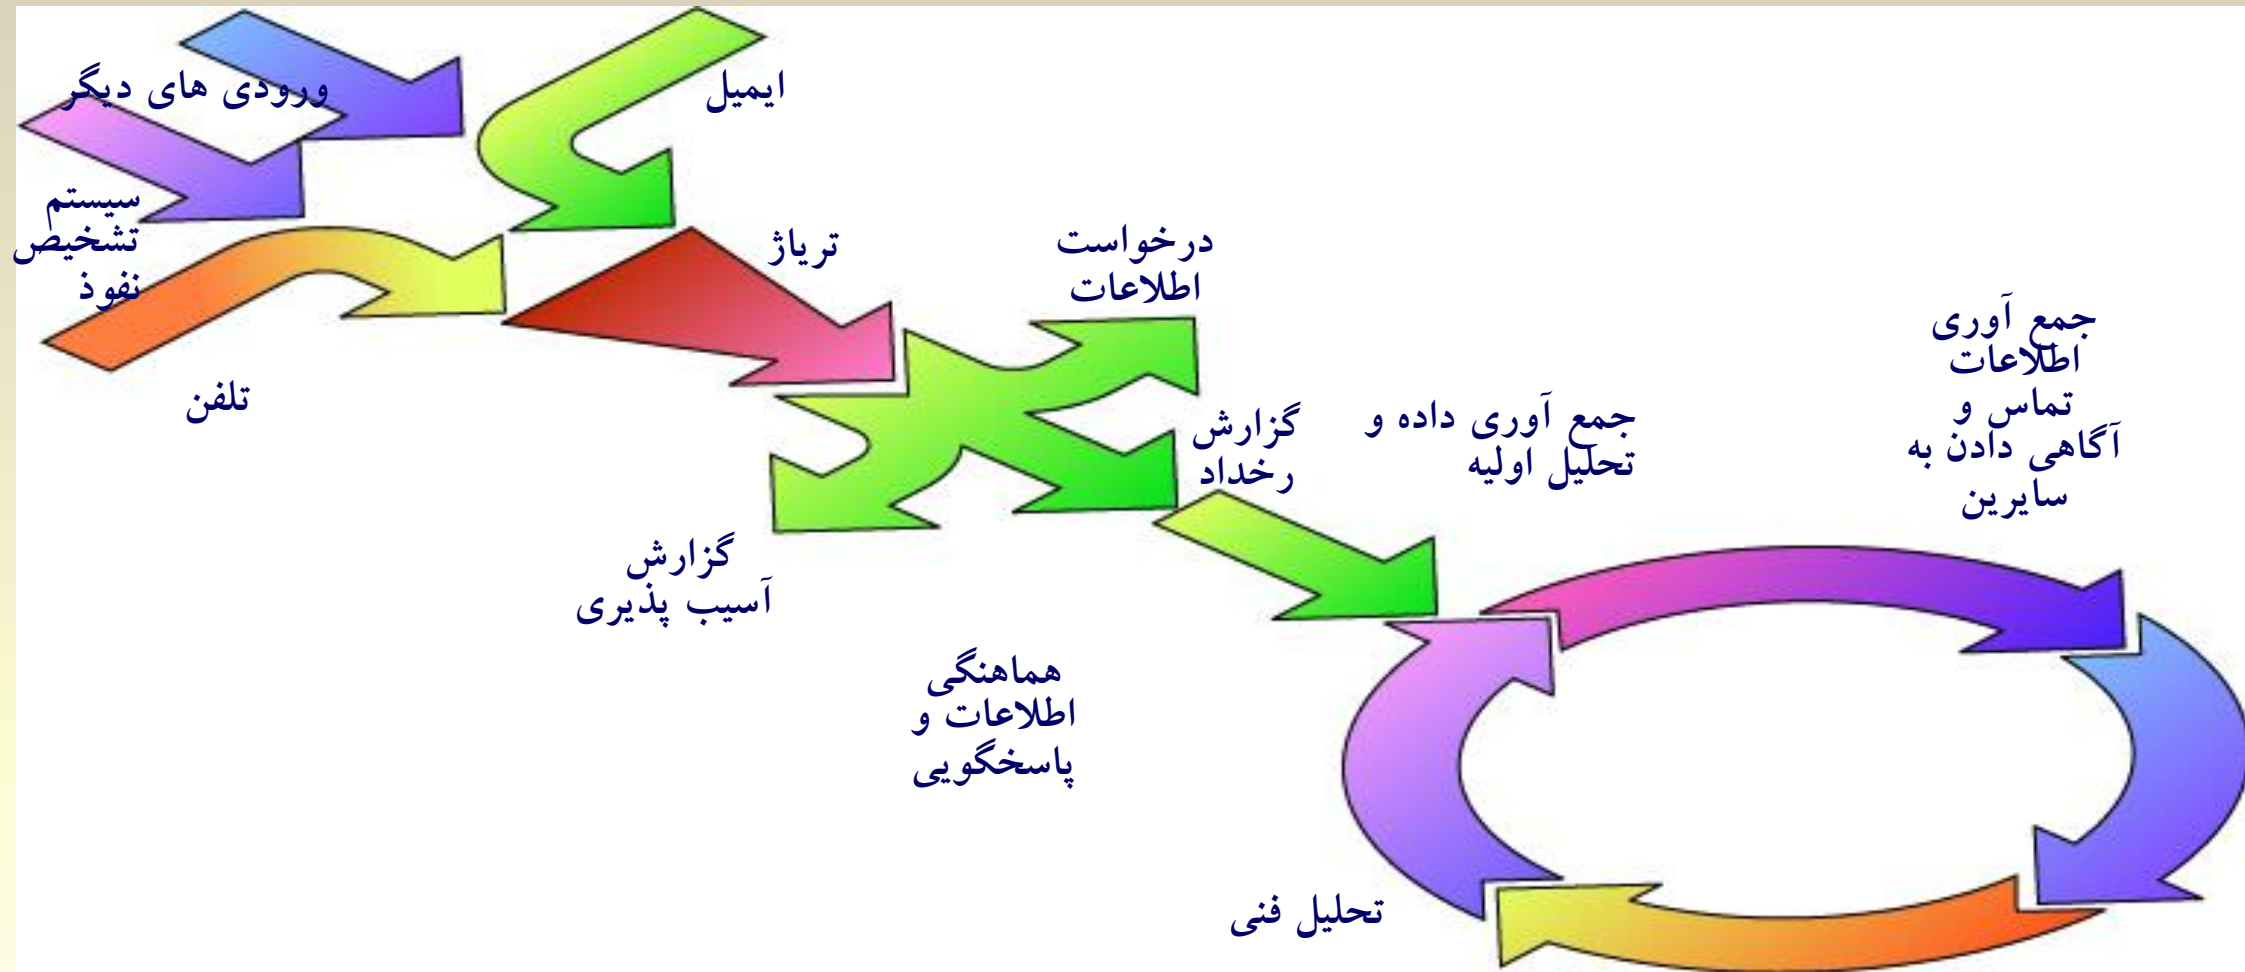 ورودی های دیگر
ایمیل
سیستم
تشخیص
نفوذ
تلفن
تریاژ
درخواست
اطلاعات
گزارش
رخداد
جمع آوری داده و
تحلیل اولیه
جمع آوری
اطلاعات
تماس و
آگاهی دادن به
سایرین
گزارش
آسیب پذیری
هماهنگی
اطلاعات و
پاسخگویی
تحلیل فنی